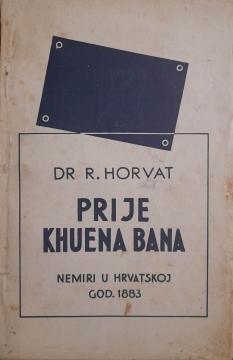 DR R. HORVAT
PRIJE
KHUENA BANA
NEMIRI U HRVATSKOJ
GOD. 1883